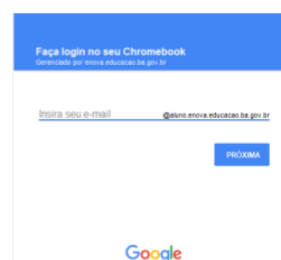 Faça login no seu Chromebook
Gerenciado por enova.educacao.ba.gov.br
Insira seu e-mail @aluno.enova.educacao.ba.gov.br
PRÓXIMA
Google